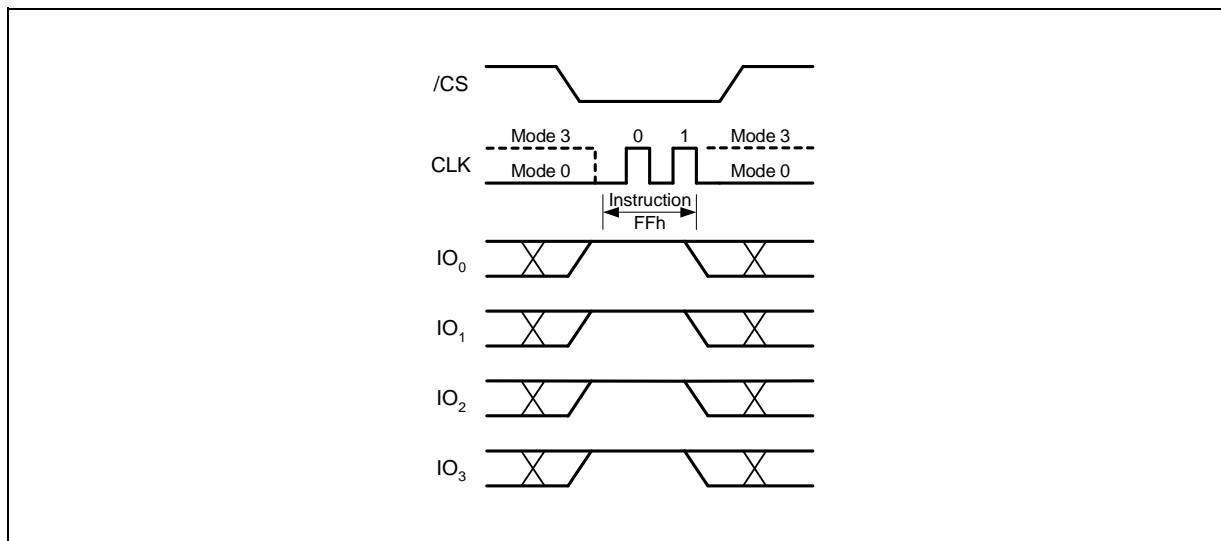 /CS
Mode 3 0 1 Mode 3
CLK
Mode 0 Mode 0
Instruction
FFh
IO₀
IO₁
IO₂
IO₃